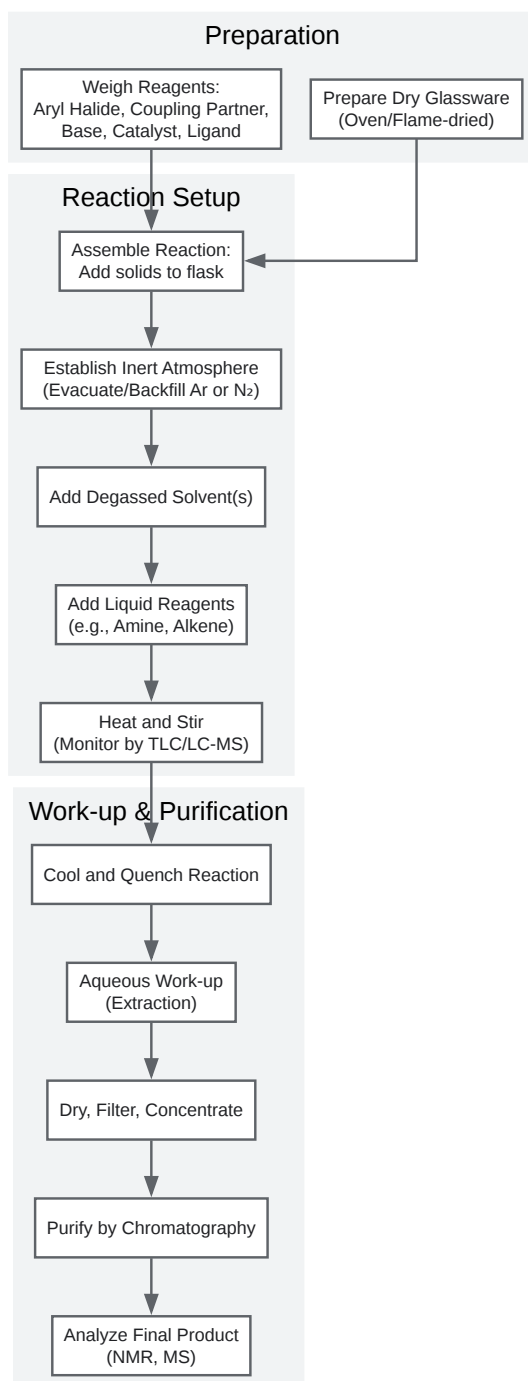 Preparation
Weigh Reagents:
Aryl Halide, Coupling Partner,
Base, Catalyst, Ligand
Prepare Dry Glassware
(Oven/Flame-dried)
Reaction Setup
Assemble Reaction:
Add solids to flask
Establish Inert Atmosphere
(Evacuate/Backfill Ar or N₂)
Add Degassed Solvent(s)
Add Liquid Reagents
(e.g., Amine, Alkene)
Heat and Stir
(Monitor by TLC/LC-MS)
Work-up & Purification
Cool and Quench Reaction
Aqueous Work-up
(Extraction)
Dry, Filter, Concentrate
Purify by Chromatography
Analyze Final Product
(NMR, MS)